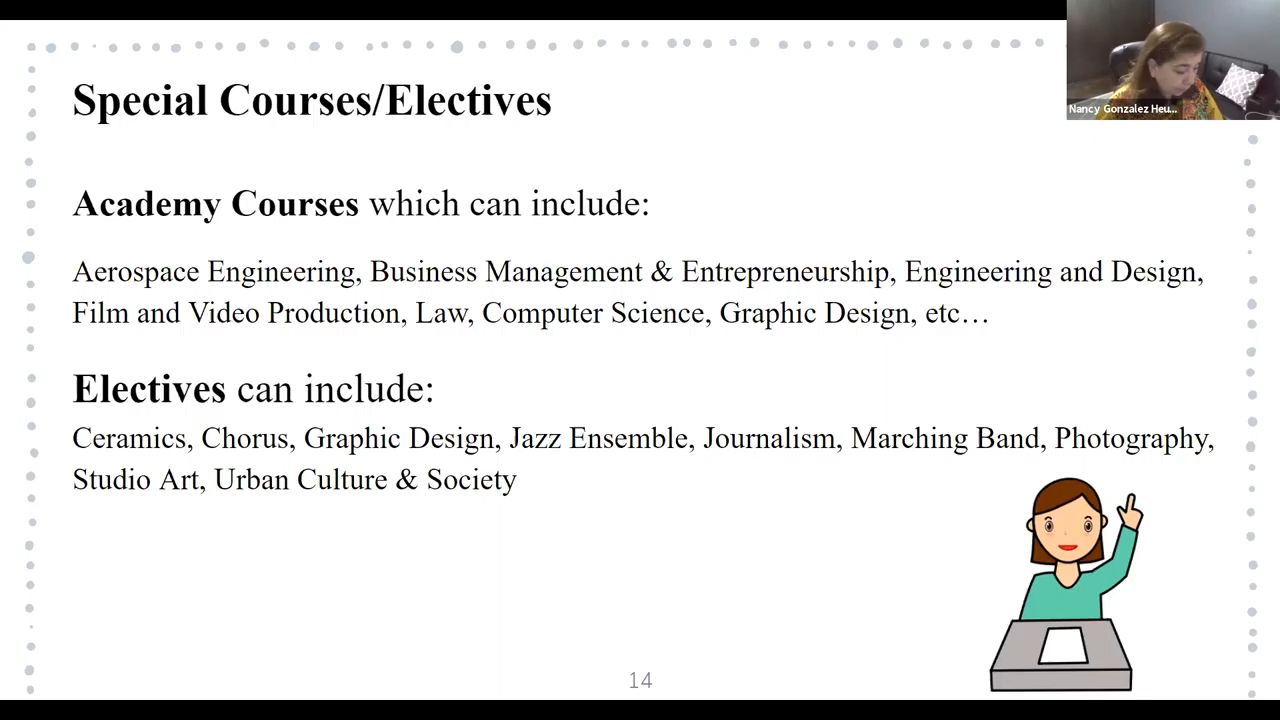 Special Courses/Electives
Nancy Gonzalez Heu...
Academy Courses which can include:
Aerospace Engineering, Business Management & Entrepreneurship, Engineering and Design,
Film and Video Production, Law, Computer Science, Graphic Design, etc…
Electives can include:
Ceramics, Chorus, Graphic Design, Jazz Ensemble, Journalism, Marching Band, Photography,
Studio Art, Urban Culture & Society
14